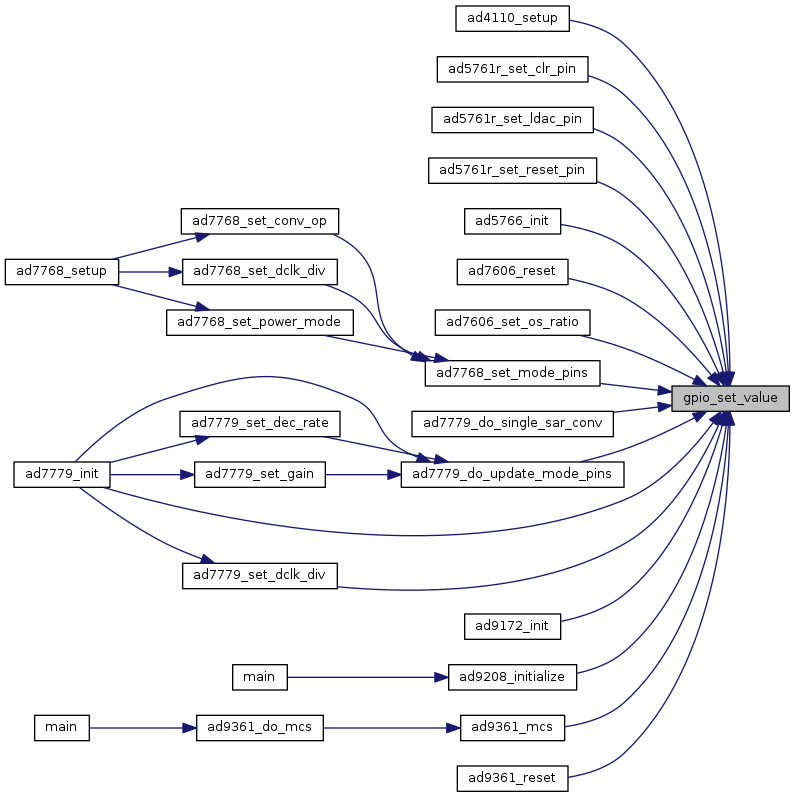 ad4110_setup
ad5761r_set_clr_pin
ad5761r_set_ldac_pin
ad5761r_set_reset_pin
ad7768_set_conv_op
ad5766_init
ad7768_setup
ad7768_set_dclk_div
ad7606_reset
ad7768_set_power_mode
ad7606_set_os_ratio
ad7768_set_mode_pins
gpio_set_value
ad7779_set_dec_rate
ad7779_do_single_sar_conv
ad7779_init
ad7779_set_gain
ad7779_do_update_mode_pins
ad7779_set_dclk_div
ad9172_init
main
ad9208_initialize
main
ad9361_do_mcs
ad9361_mcs
ad9361_reset